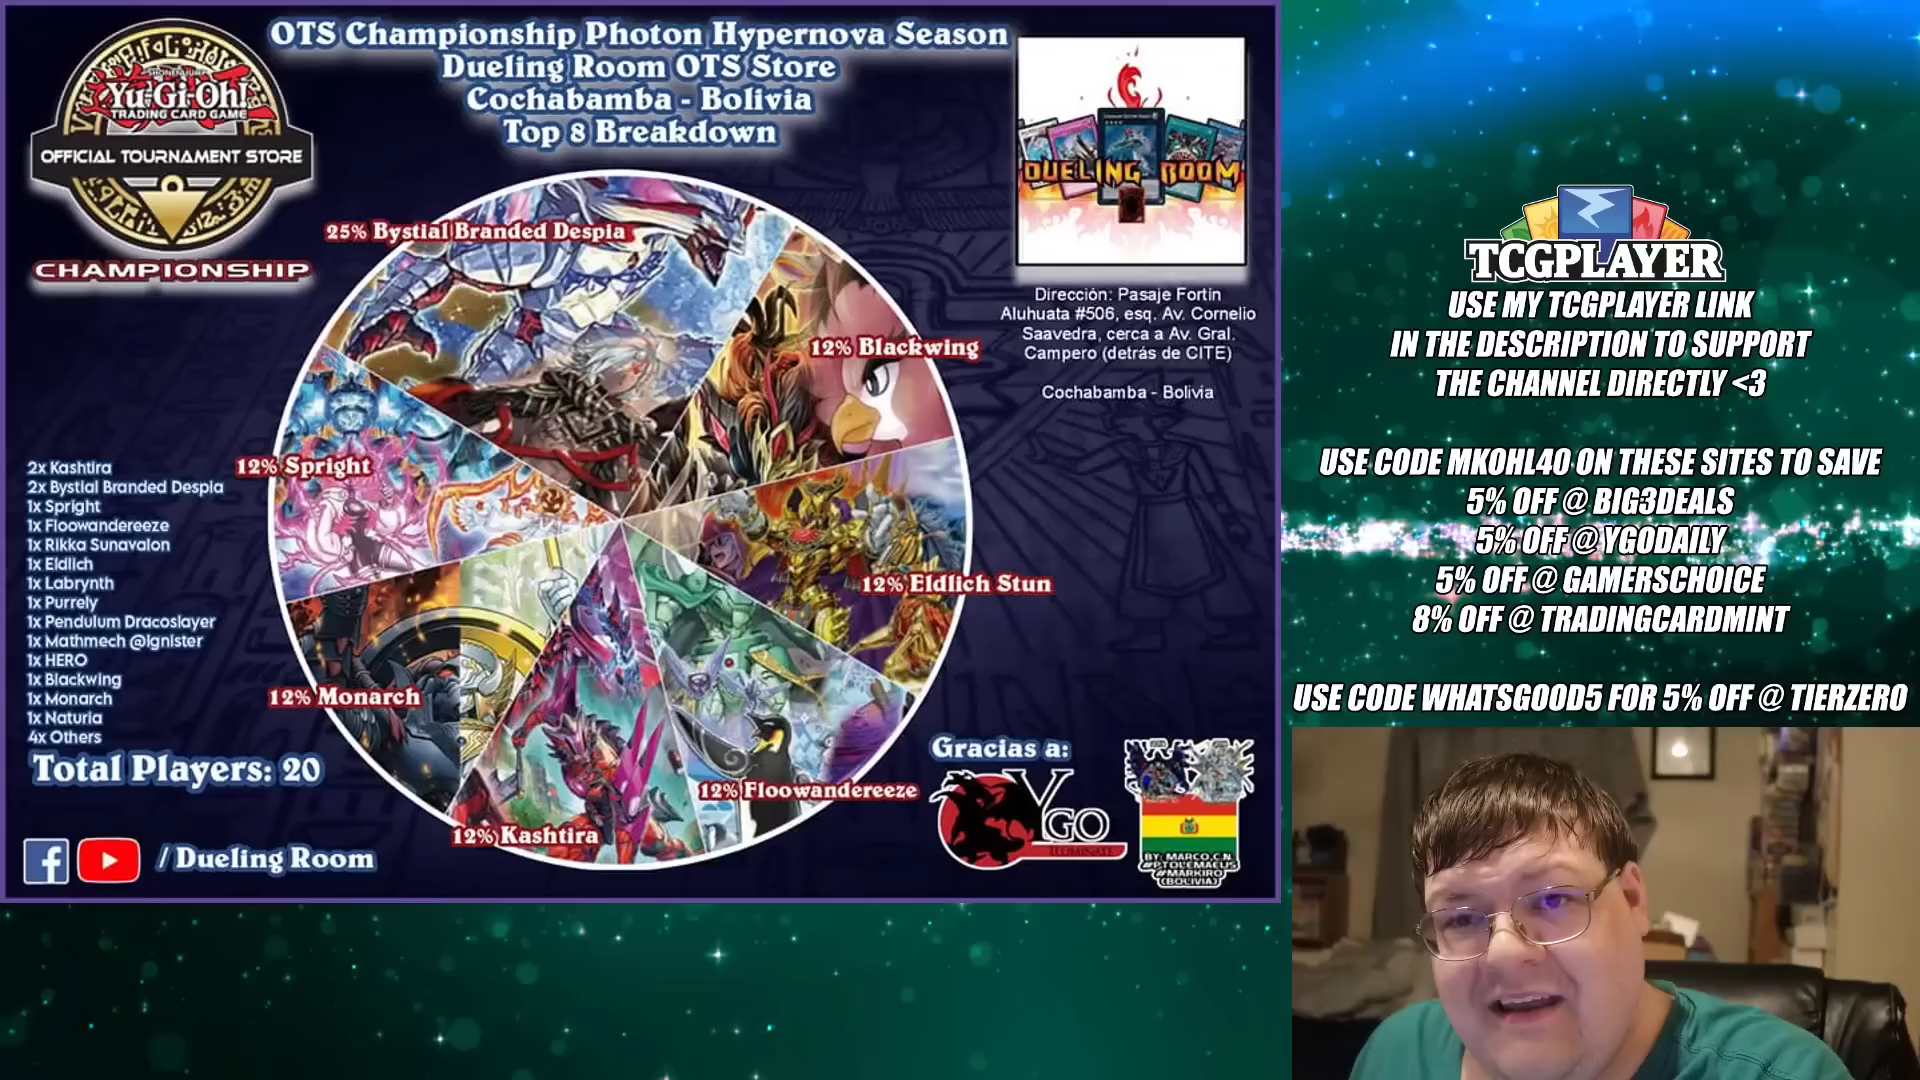 OTS Championship Photon Hypernova Season
Dueling Room OTS Store
Cochabamba - Bolivia
Top 8 Breakdown
Yu-Gi-Oh!
TRADING CARD GAME
OFFICIAL TOURNAMENT STORE
CHAMPIONSHIP
DUELING ROOM
Dirección: Pasaje Fortín
Aluhuata #506, esq. Av. Cornelio
Saavedra, cerca a Av. Gral.
Campero (detrás de CITE)
Cochabamba - Bolivia
25% Bystial Branded Despia
12% Blackwing
12% Spright
12% Eldlich Stun
12% Monarch
12% Floowandereeze
12% Kashtira
2x Kashtira
2x Bystial Branded Despia
1x Spright
1x Floowandereeze
1x Rikka Sunavalon
1x Eldlich
1x Labrynth
1x Purrely
1x Pendulum Dracoslayer
1x Mathmech @Ignister
1x HERO
1x Blackwing
1x Monarch
1x Naturia
4x Others
Total Players: 20
/ Dueling Room
Gracias a:
YGO
BY: MARCO.C.N.
@PTOLEMAEUS
@MARKIRO
(BOLIVIA)
TCGPLAYER
USE MY TCGPLAYER LINK
IN THE DESCRIPTION TO SUPPORT
THE CHANNEL DIRECTLY <3
USE CODE MKOHL40 ON THESE SITES TO SAVE
5% OFF @ BIG3DEALS
5% OFF @ YGODAILY
5% OFF @ GAMERSCHOICE
8% OFF @ TRADINGCARDMINT
USE CODE WHATSGOOD5 FOR 5% OFF @ TIERZERO